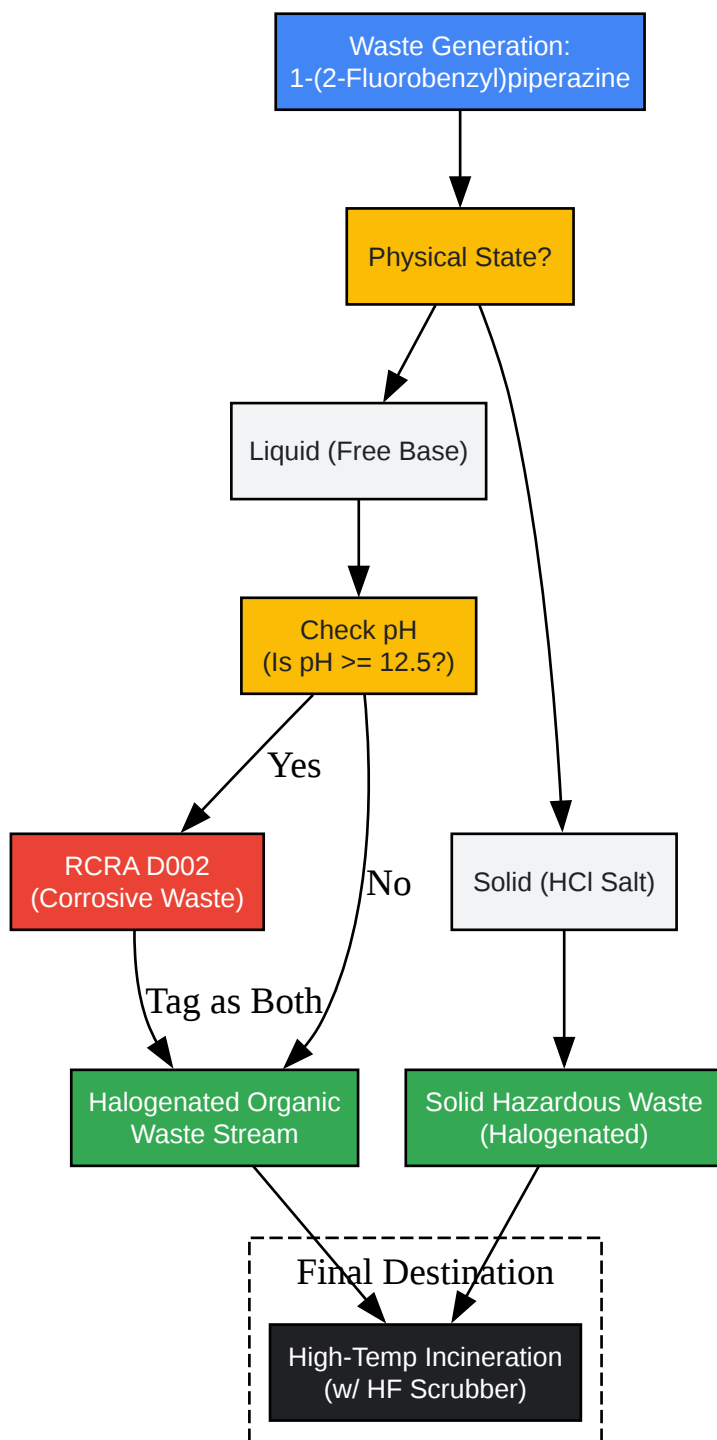 Waste Generation:
1-(2-Fluorobenzyl)piperazine
Physical State?
Liquid (Free Base)
Check pH
(Is pH >= 12.5?)
Yes
No
RCRA D002
(Corrosive Waste)
Solid (HCl Salt)
Tag as Both
Halogenated Organic
Waste Stream
Solid Hazardous Waste
(Halogenated)
Final Destination
High-Temp Incineration
(w/ HF Scrubber)